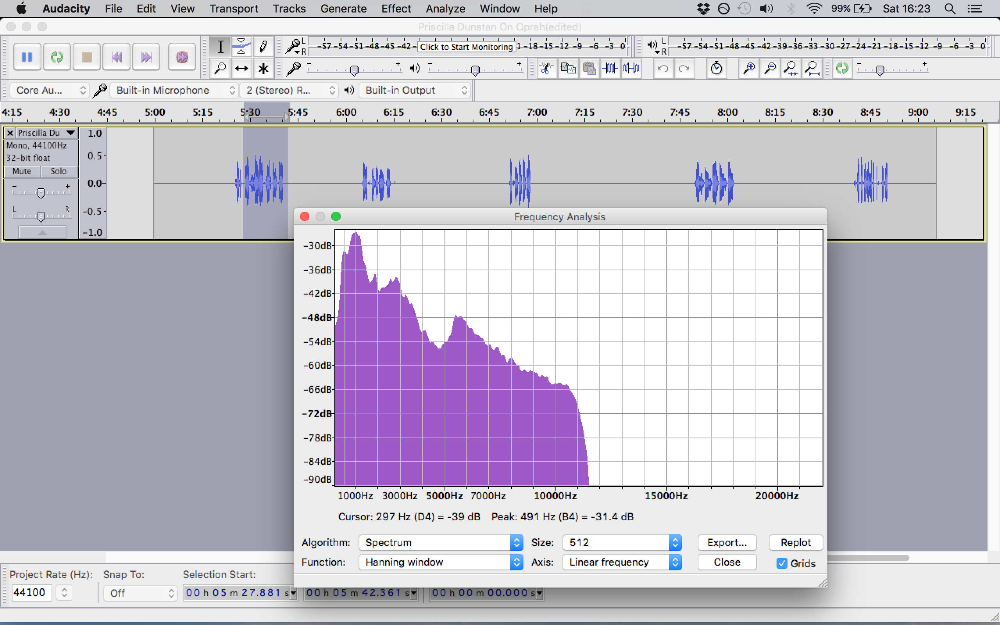 Audacity File Edit View Transport Tracks Generate Effect Analyze Window Help 99% Sat 16:23
Priscilla Dunstan On Oprah(edited)
L R -57 -54 -51 -48 -45 -42 - Click to Start Monitoring 1 -18 -15 -12 -9 -6 -3 0 L R -57 -54 -51 -48 -45 -42 -39 -36 -33 -30 -27 -24 -21 -18 -15 -12 -9 -6 -3 0
- + - + - +
Core Au... Built-in Microphone 2 (Stereo) R... Built-in Output
4:15 4:30 4:45 5:00 5:15 5:30 5:45 6:00 6:15 6:30 6:45 7:00 7:15 7:30 7:45 8:00 8:15 8:30 8:45 9:00 9:15
Priscilla Du 1.0
Mono, 44100Hz
32-bit float 0.5
Mute Solo
- + 0.0
L R -0.5
-1.0
Frequency Analysis
-30dB
-36dB
-42dB
-48dB
-54dB
-60dB
-66dB
-72dB
-78dB
-84dB
-90dB
1000Hz 3000Hz 5000Hz 7000Hz 10000Hz 15000Hz 20000Hz
Cursor: 297 Hz (D4) = -39 dB Peak: 491 Hz (B4) = -31.4 dB
Algorithm: Spectrum Size: 512 Export... Replot
Function: Hanning window Axis: Linear frequency Close Grids
Project Rate (Hz): Snap To: Selection Start:
44100 Off 00 h 05 m 27.881 s 00 h 05 m 42.361 s 00 h 00 m 00.000 s